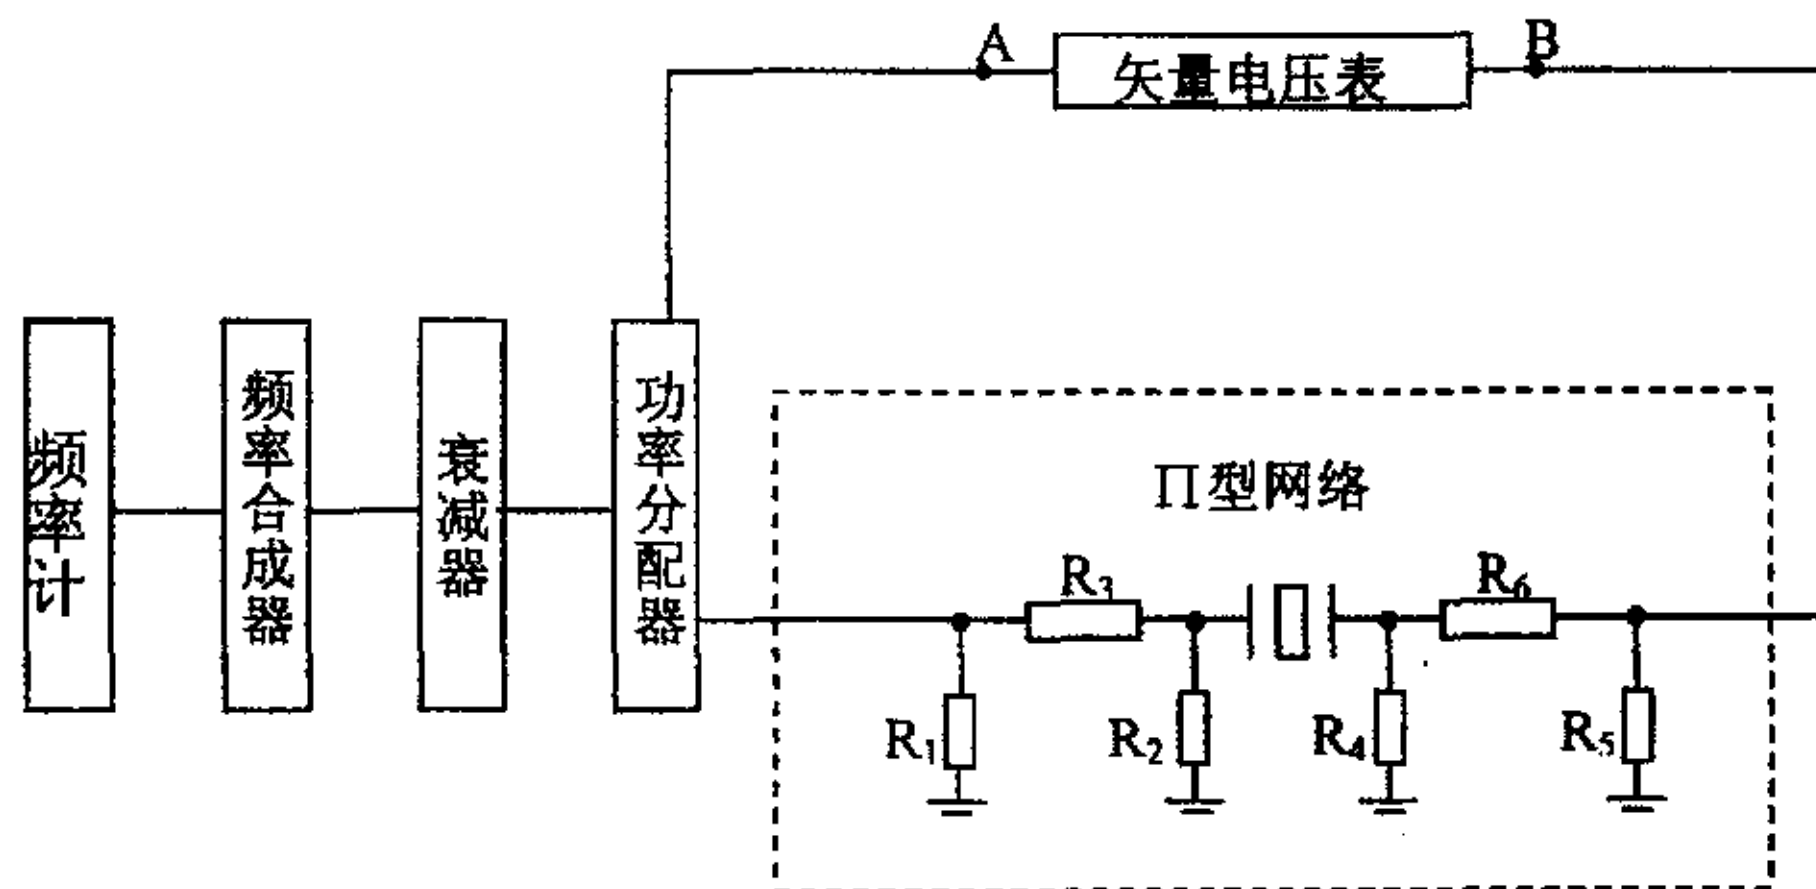 A
矢量电压表
B
频率计
频率合成器
衰减器
功率分配器
Π型网络
R₃
R₆
R₁
R₂
R₄
R₅